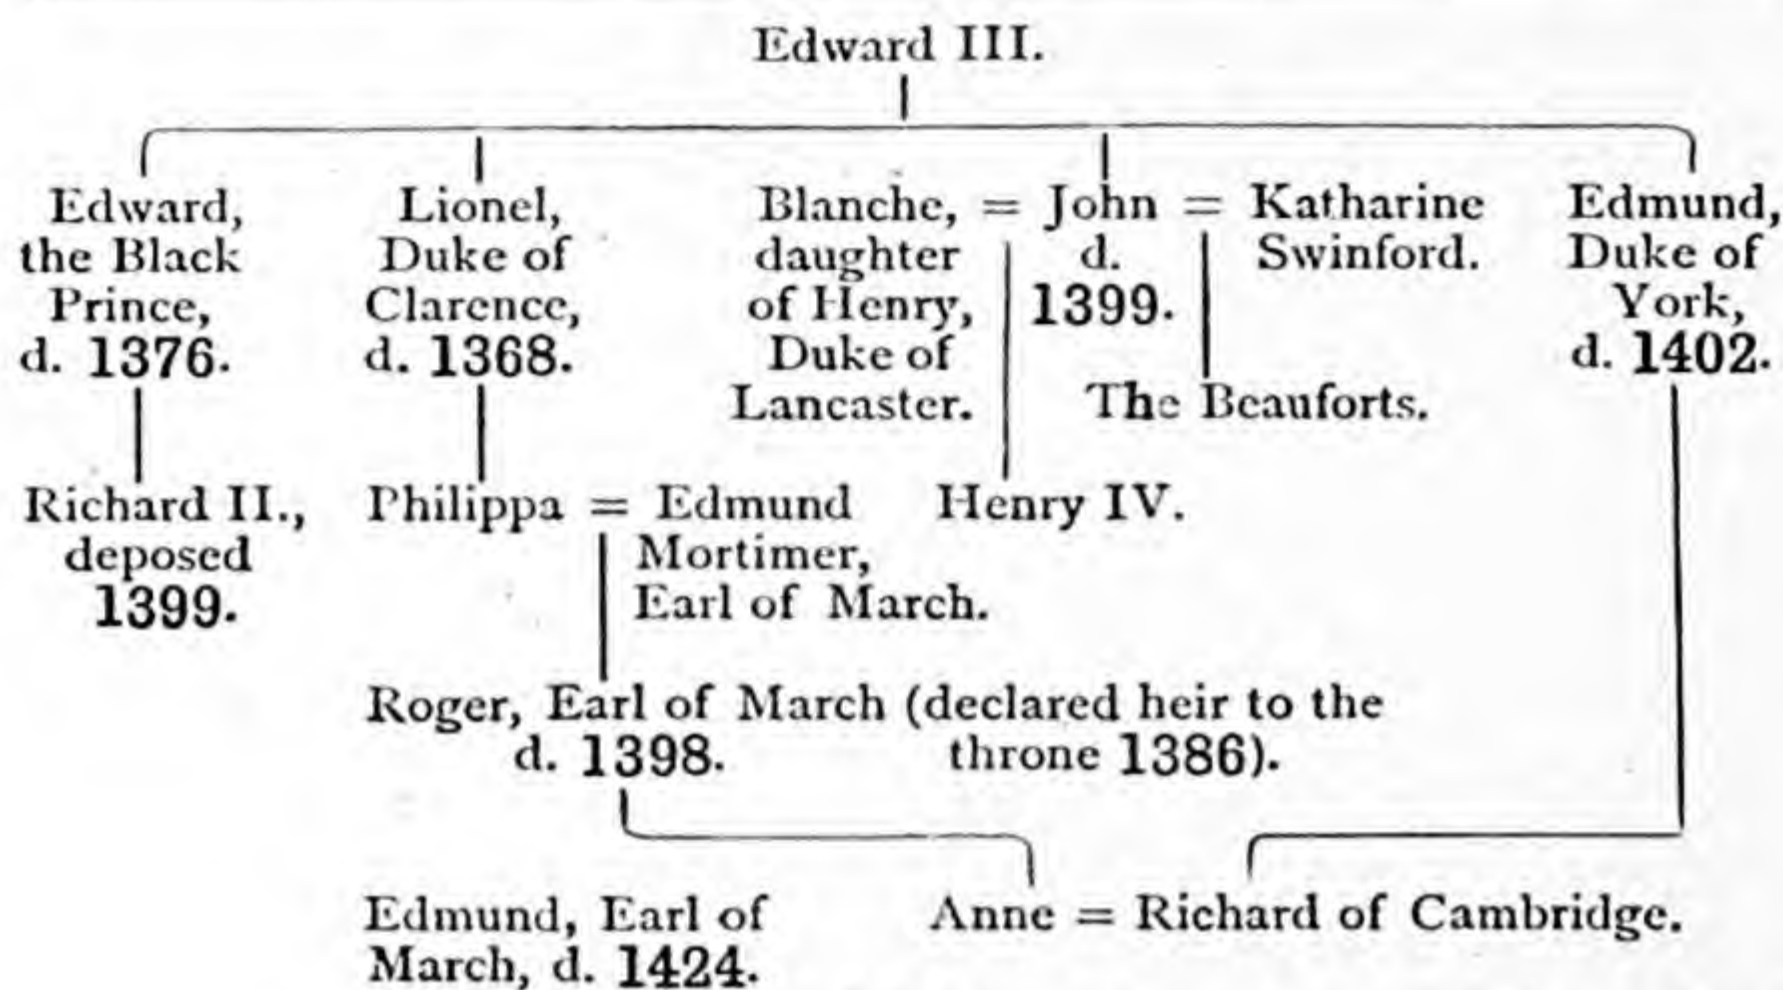 Edward III.
Edward, Lionel, Blanche, = John = Katharine Edmund,
the Black Duke of daughter d. Swinford. Duke of
Prince, Clarence, of Henry, 1399. York,
d. 1376. d. 1368. Duke of d. 1402.
Lancaster. The Beauforts.
Richard II., Philippa = Edmund Henry IV.
deposed Mortimer,
1399. Earl of March.
Roger, Earl of March (declared heir to the
d. 1398. throne 1386).
Edmund, Earl of Anne = Richard of Cambridge.
March, d. 1424.